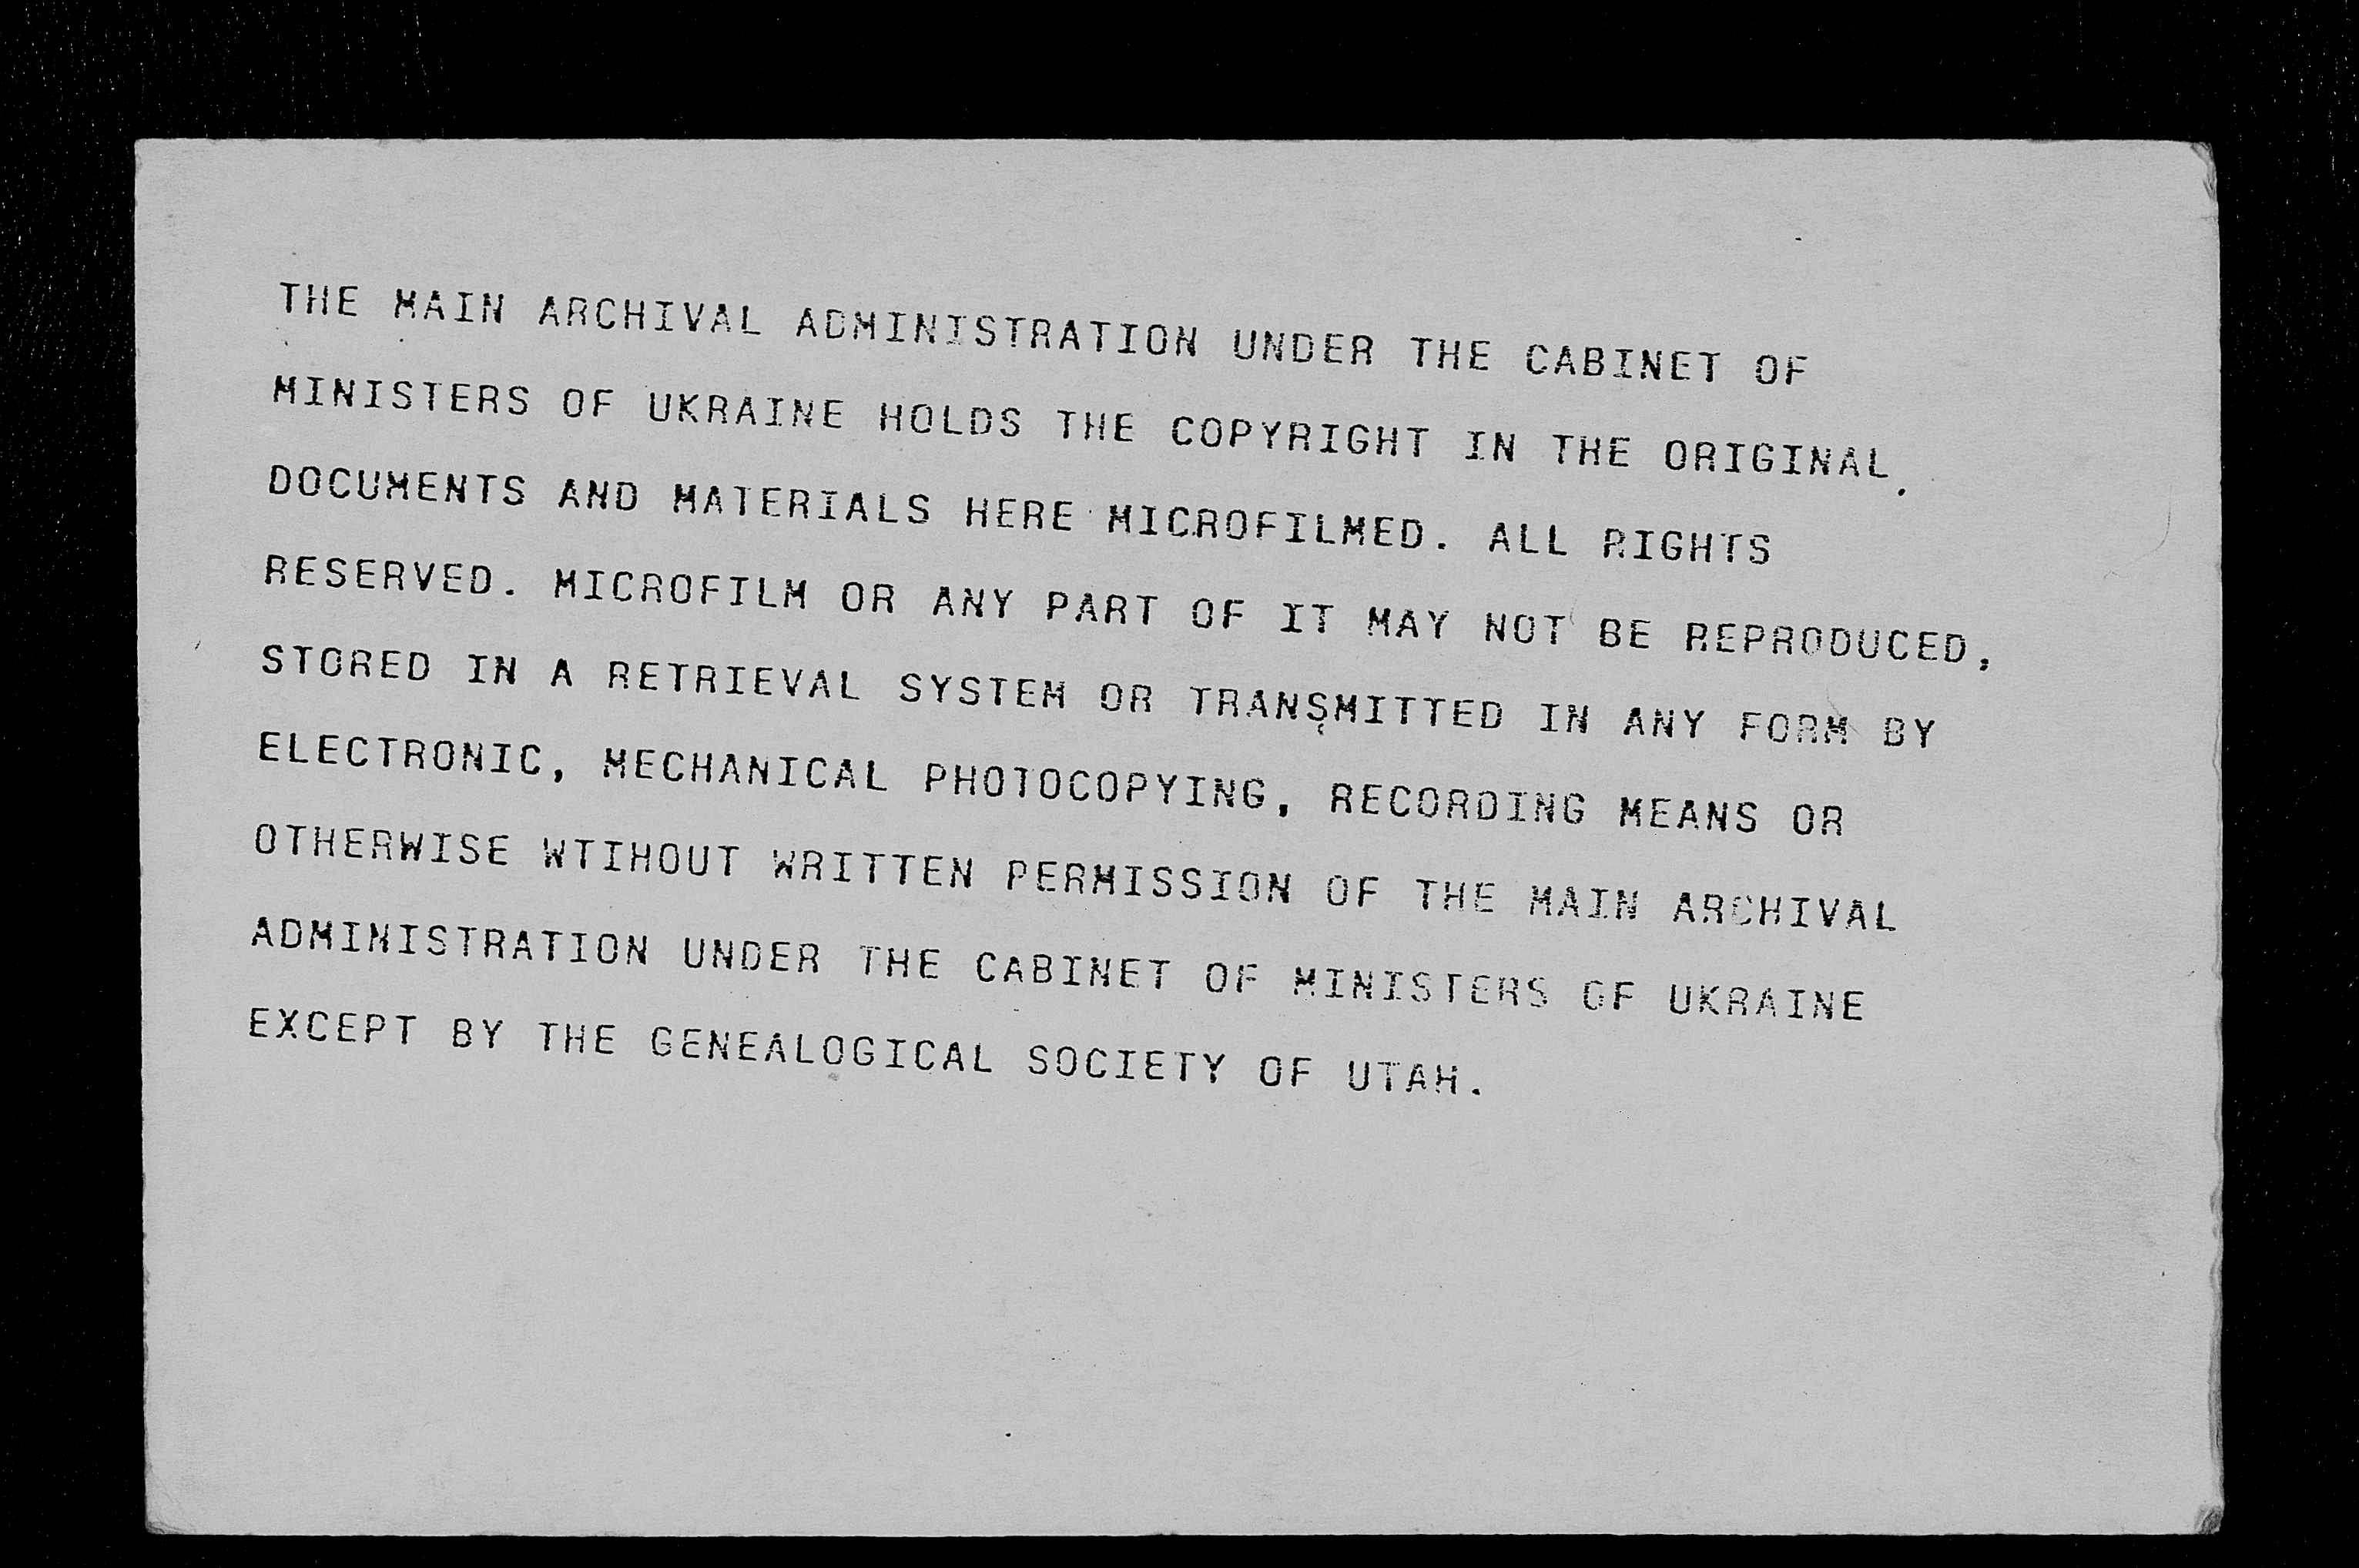 THE MAIN ARCHIVAL ADMINISTRATION UNDER THE CABINET OF
MINISTERS OF UKRAINE HOLDS THE COPYRIGHT IN THE ORIGINAL
DOCUMENTS AND MATERIALS HERE MICROFILMED. ALL RIGHTS
RESERVED. MICROFILM OR ANY PART OF IT MAY NOT BE REPRODUCED,
STORED IN A RETRIEVAL SYSTEM OR TRANSMITTED IN ANY FORM BY
ELECTRONIC, MECHANICAL PHOTOCOPYING, RECORDING MEANS OR
OTHERWISE WTIHOUT WRITTEN PERMISSION OF THE MAIN ARCHIVAL
ADMINISTRATION UNDER THE CABINET OF MINISTERS OF UKRAINE
EXCEPT BY THE GENEALOGICAL SOCIETY OF UTAH.